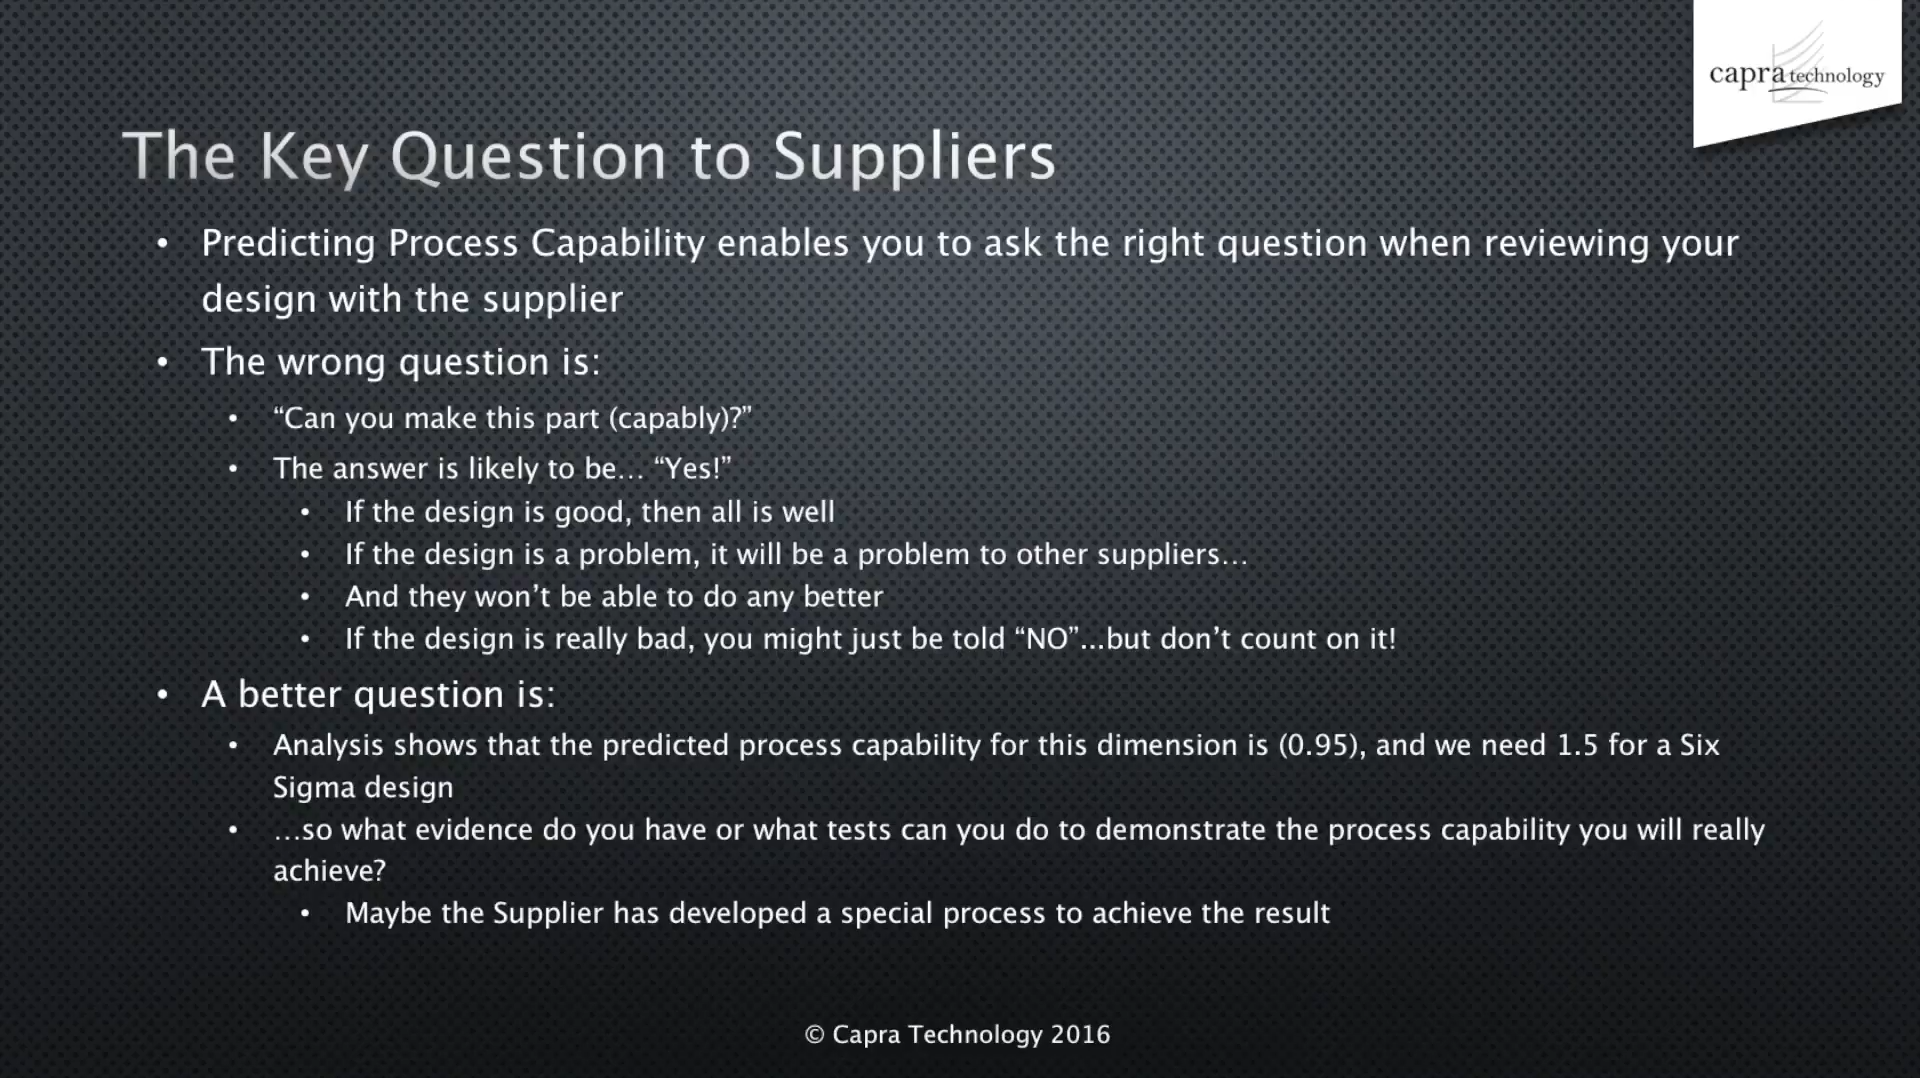 capra technology
The Key Question to Suppliers
• Predicting Process Capability enables you to ask the right question when reviewing your
design with the supplier
• The wrong question is:
• “Can you make this part (capably)?”
• The answer is likely to be… “Yes!”
• If the design is good, then all is well
• If the design is a problem, it will be a problem to other suppliers…
• And they won’t be able to do any better
• If the design is really bad, you might just be told “NO”...but don’t count on it!
• A better question is:
• Analysis shows that the predicted process capability for this dimension is (0.95), and we need 1.5 for a Six
Sigma design
• …so what evidence do you have or what tests can you do to demonstrate the process capability you will really
achieve?
• Maybe the Supplier has developed a special process to achieve the result
© Capra Technology 2016